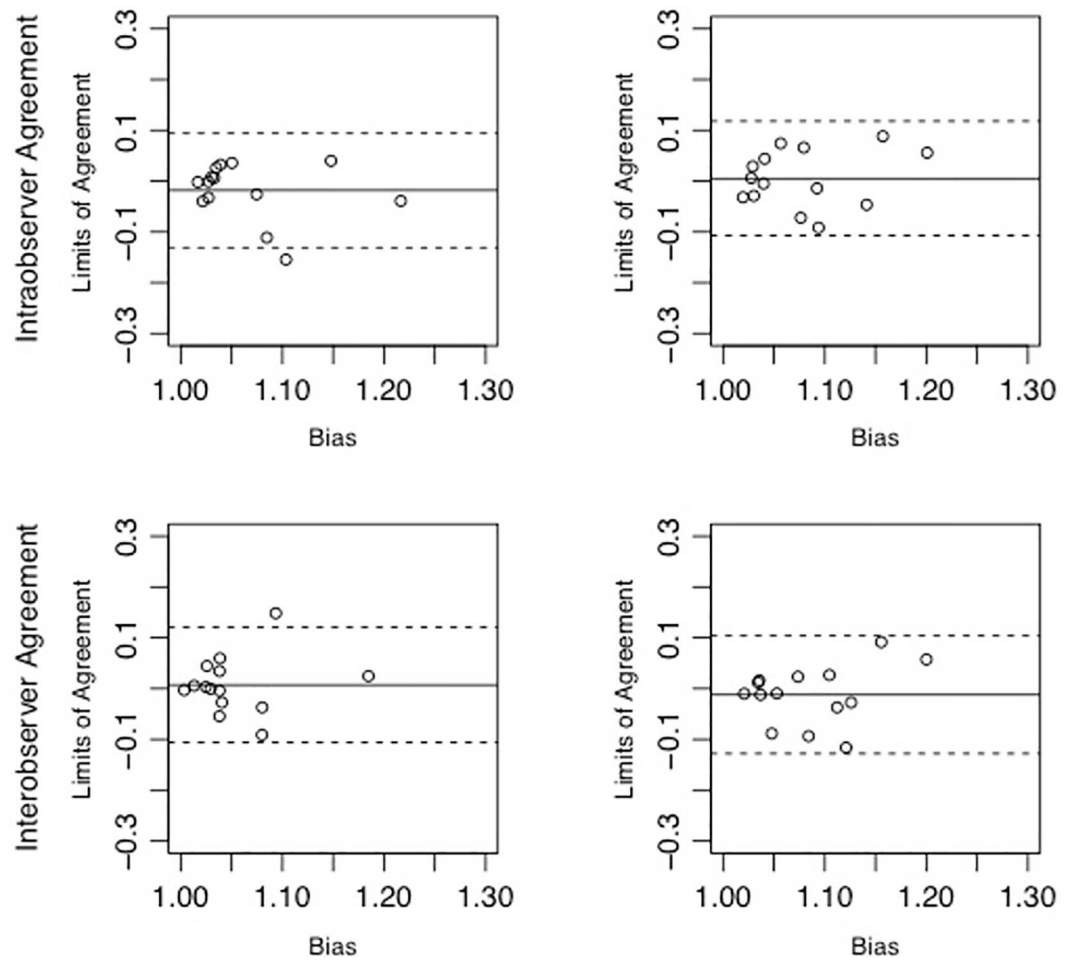 Intraobserver Agreement
Limits of Agreement
0.3
0.1
−0.1
−0.3
1.00 1.10 1.20 1.30
Bias
Limits of Agreement
0.3
0.1
−0.1
−0.3
1.00 1.10 1.20 1.30
Bias
Interobserver Agreement
Limits of Agreement
0.3
0.1
−0.1
−0.3
1.00 1.10 1.20 1.30
Bias
Limits of Agreement
0.3
0.1
−0.1
−0.3
1.00 1.10 1.20 1.30
Bias